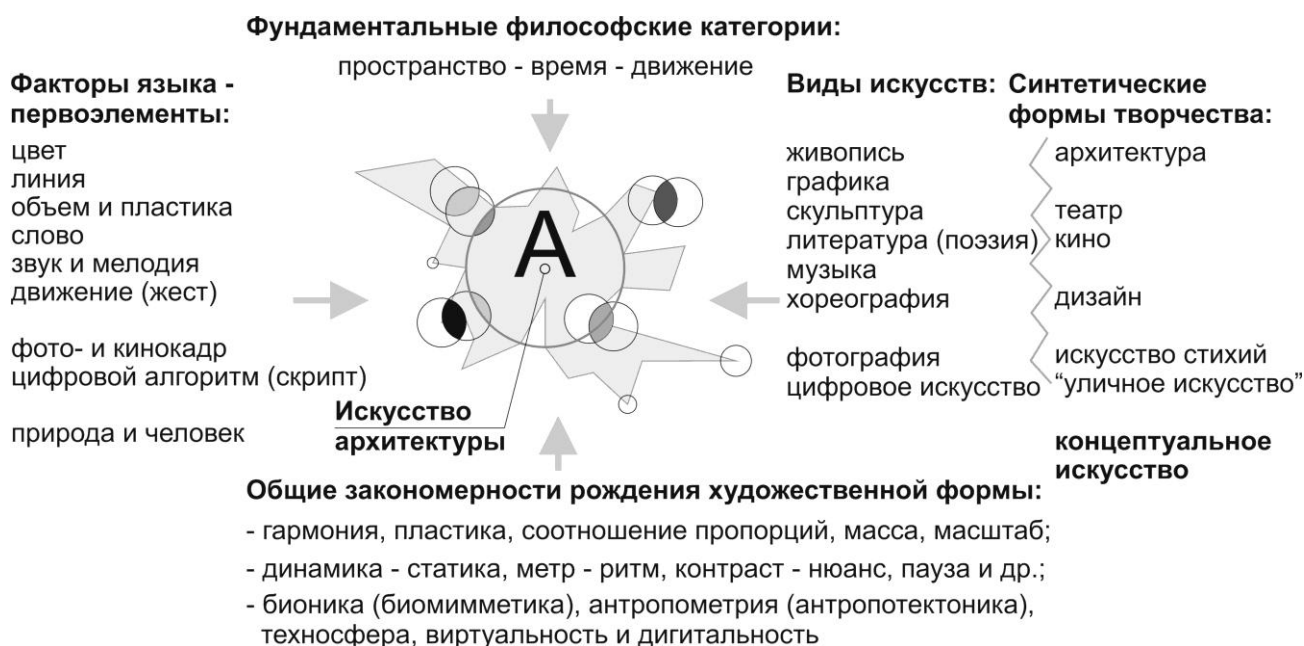 Фундаментальные философские категории:
пространство - время - движение
Факторы языка -
первоэлементы:
цвет
линия
объем и пластика
слово
звук и мелодия
движение (жест)
фото- и кинокадр
цифровой алгоритм (скрипт)
природа и человек
А
Искусство
архитектуры
Виды искусств:
живопись
графика
скульптура
литература (поэзия)
музыка
хореография
фотография
цифровое искусство
Синтетические
формы творчества:
архитектура
театр
кино
дизайн
искусство стихий
“уличное искусство”
концептуальное
искусство
Общие закономерности рождения художественной формы:
- гармония, пластика, соотношение пропорций, масса, масштаб;
- динамика - статика, метр - ритм, контраст - нюанс, пауза и др.;
- бионика (биомимметика), антропометрия (антропотектоника),
техносфера, виртуальность и дигитальность